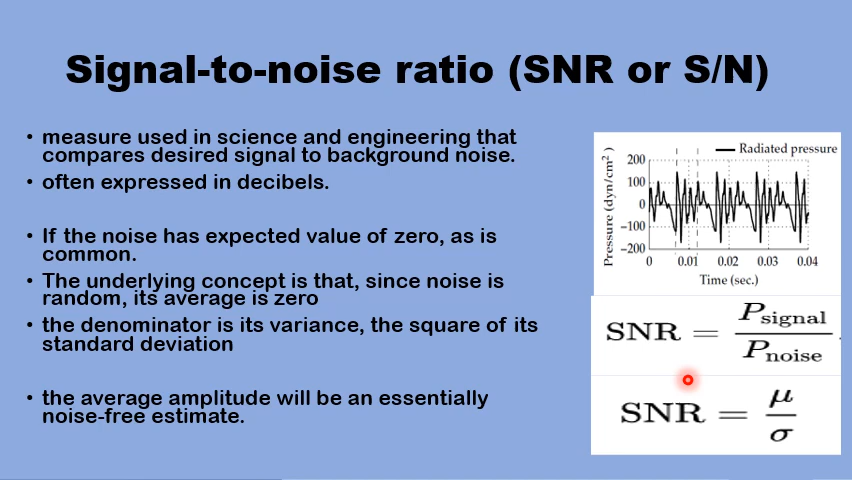 Signal-to-noise ratio (SNR or S/N)
• measure used in science and engineering that
compares desired signal to background noise.
• often expressed in decibels.
• If the noise has expected value of zero, as is
common.
• The underlying concept is that, since noise is
random, its average is zero
• the denominator is its variance, the square of its
standard deviation
• the average amplitude will be an essentially
noise-free estimate.
Radiated pressure
Pressure (dyn/cm²)
200
100
0
−100
−200
0 0.01 0.02 0.03 0.04
Time (sec.)
SNR = P_signal / P_noise .
SNR = μ / σ